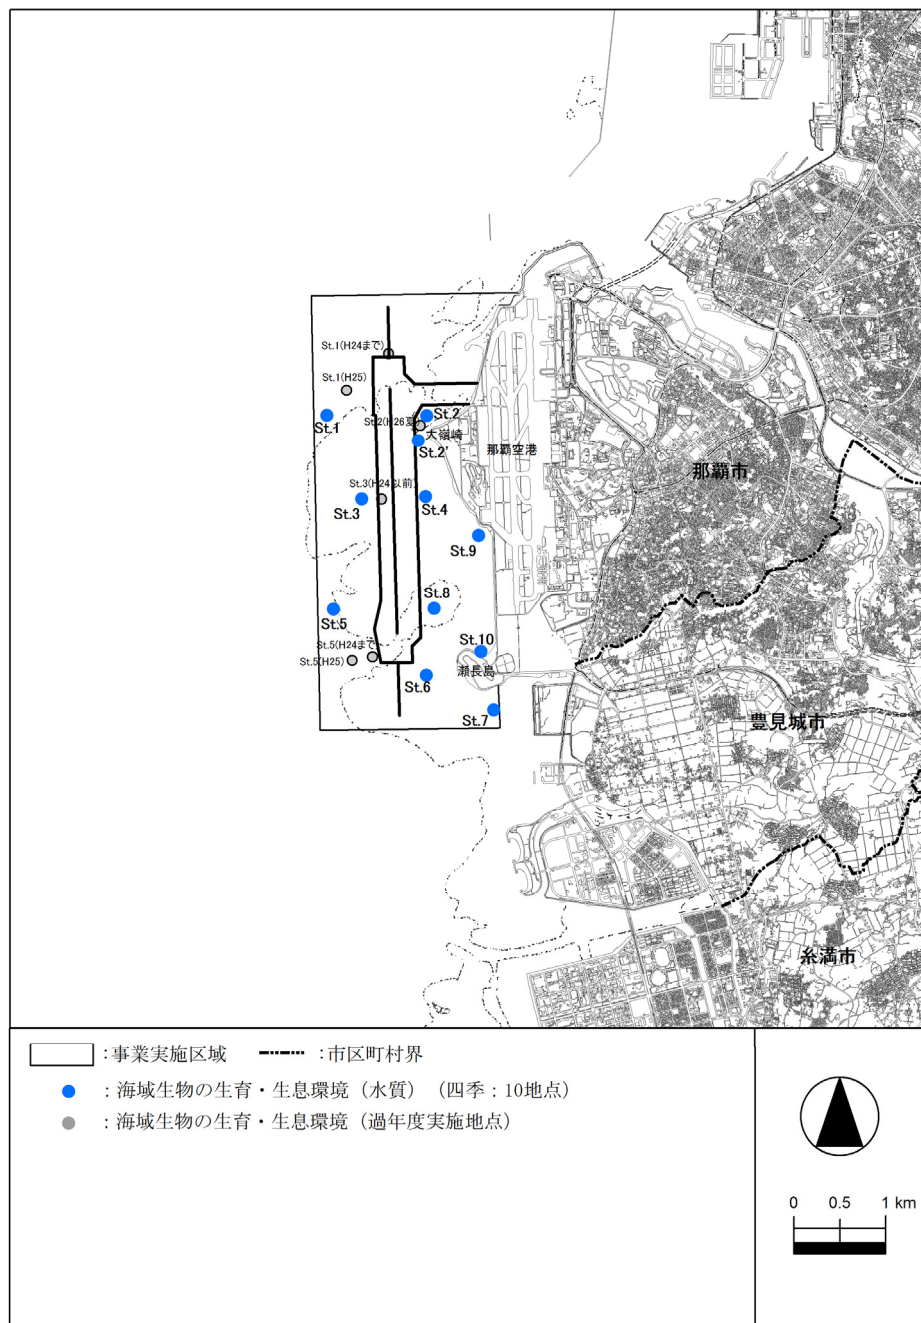 St.1(H24まで)
St.1(H25)
St.1
St.2
St.2(H26夏)
大嶺崎
St.2'
那覇空港
那覇市
St.3(H24以前)
St.3
St.4
St.9
St.5
St.8
St.5(H24まで)
St.5(H25)
St.10
瀬長島
St.6
St.7
豊見城市
糸満市
:事業実施区域
:市区町村界
:海域生物の生育・生息環境(水質)(四季:10地点)
:海域生物の生育・生息環境(過年度実施地点)
0 0.5 1 km